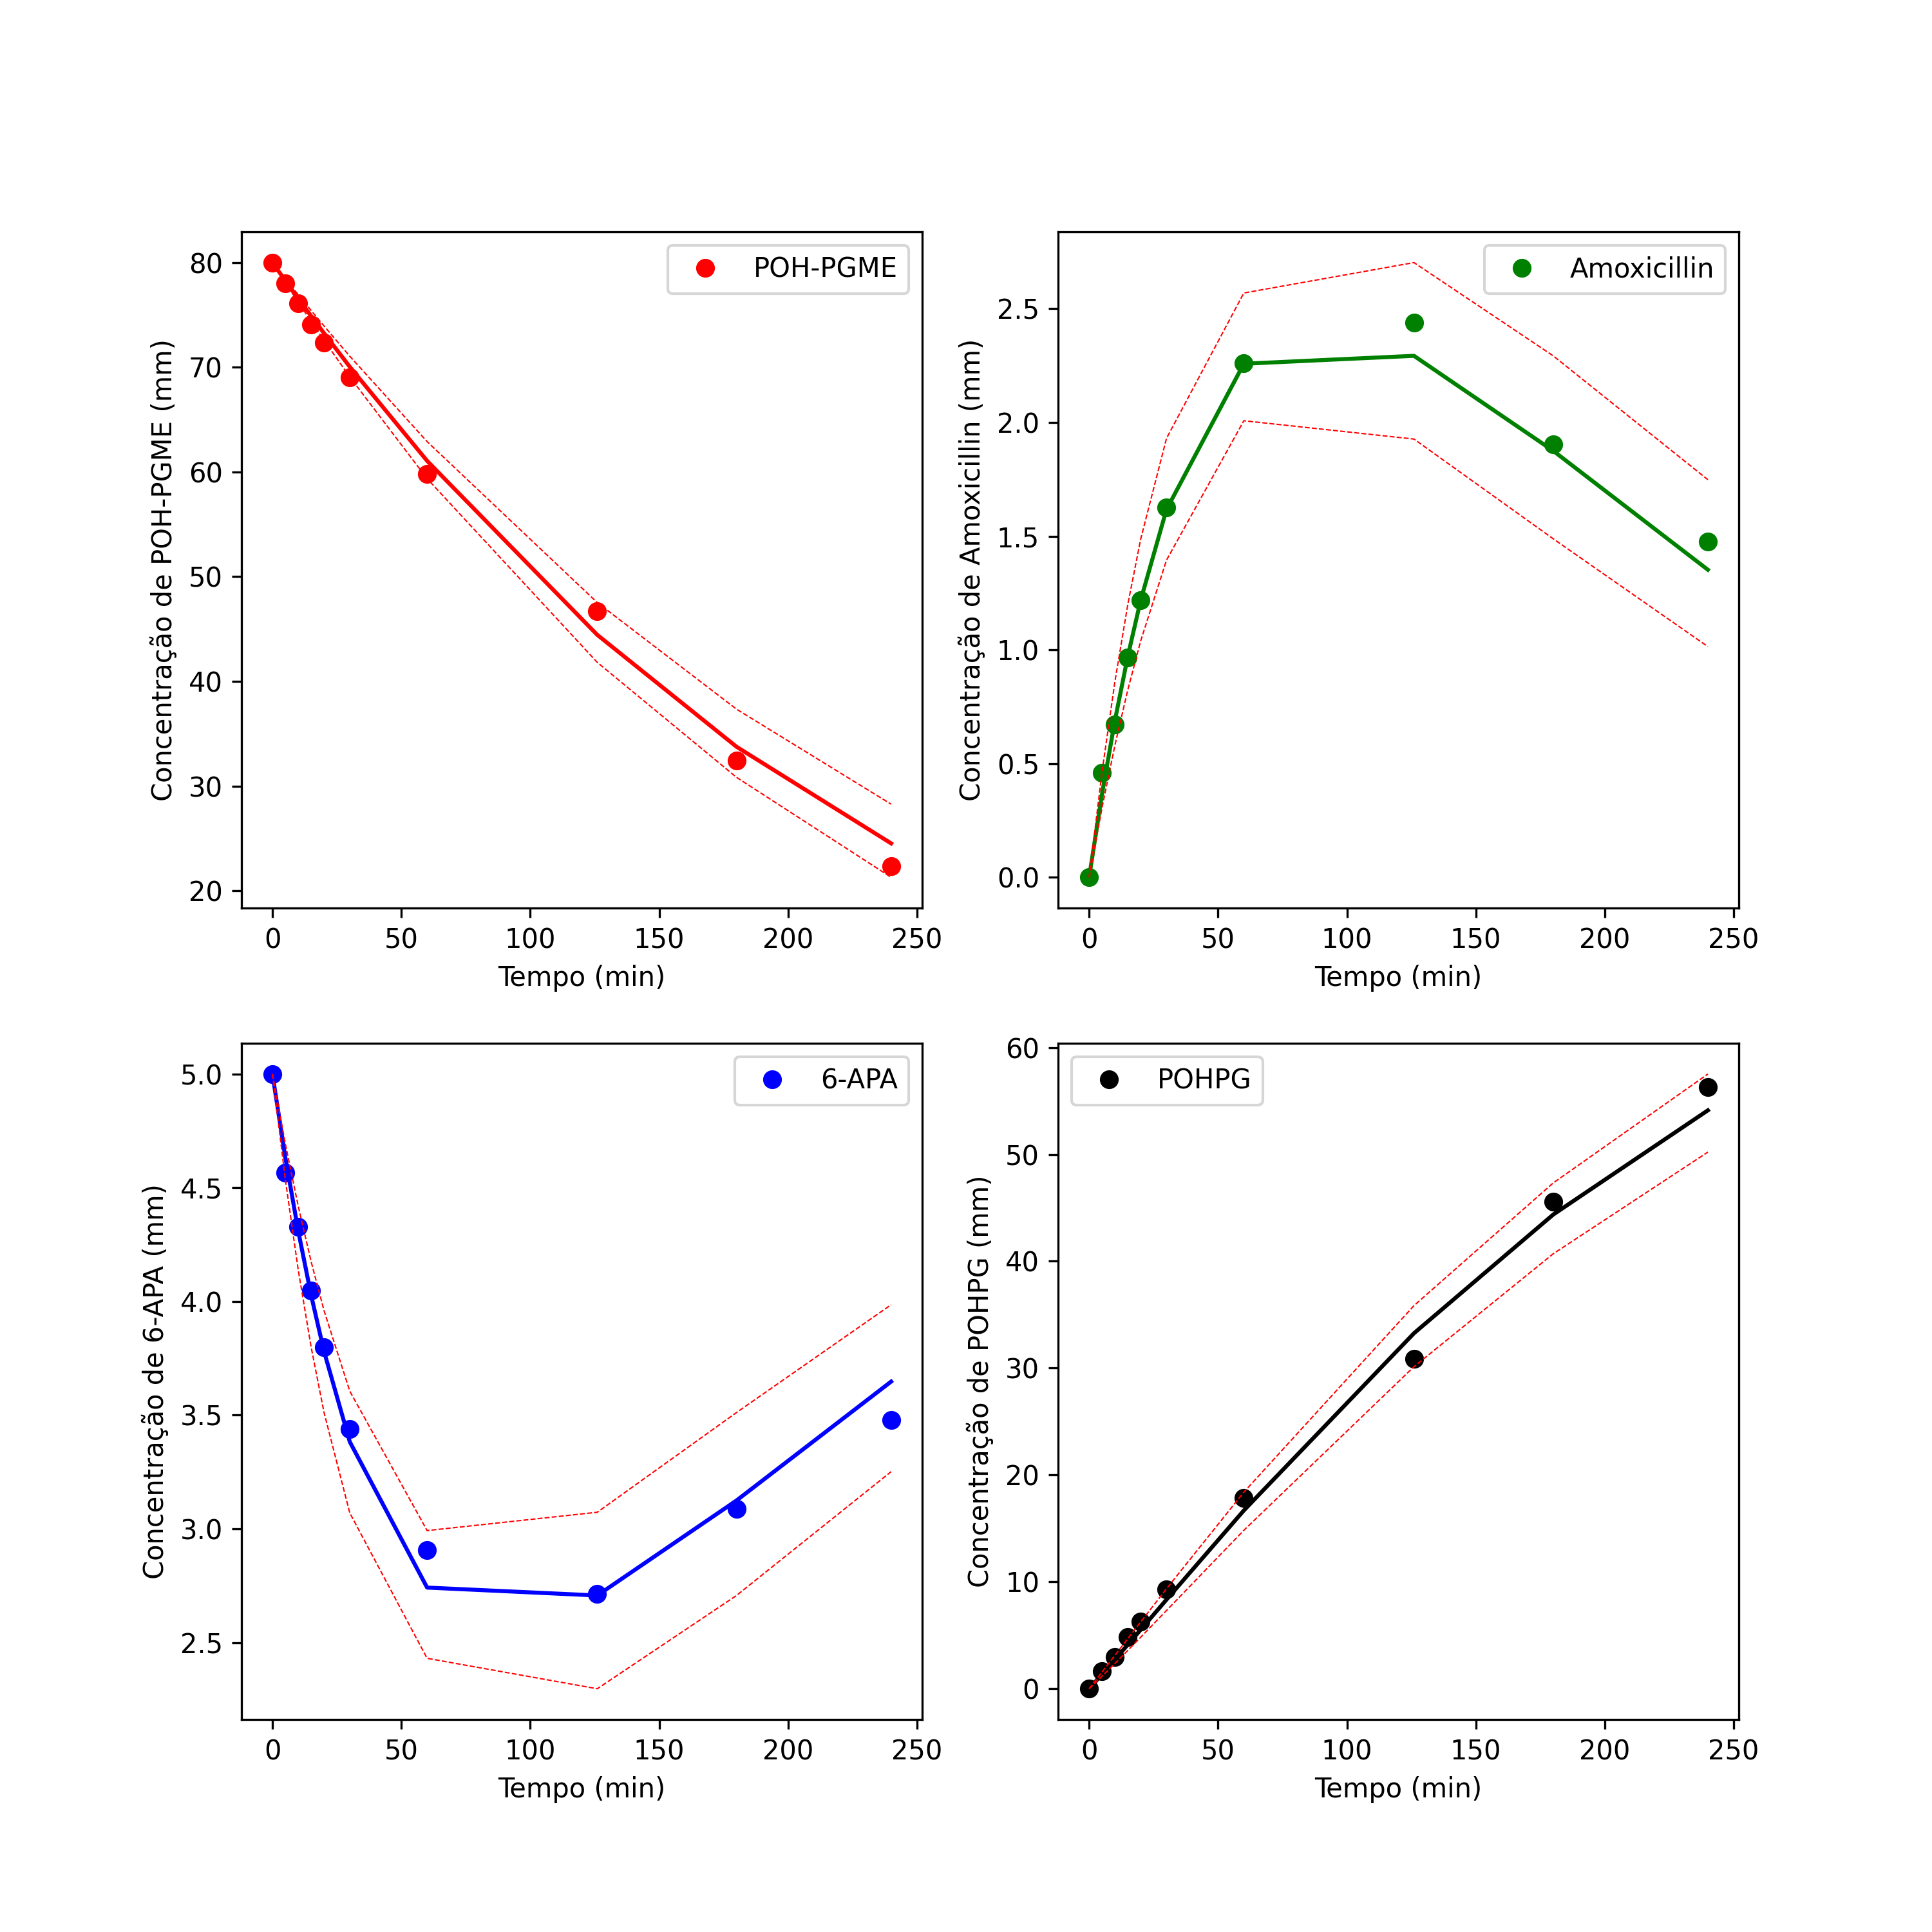 POH-PGME
80
70
60
50
40
30
20
Concentração de POH-PGME (mm)
0 50 100 150 200 250
Tempo (min)
Amoxicillin
2.5
2.0
1.5
1.0
0.5
0.0
Concentração de Amoxicillin (mm)
0 50 100 150 200 250
Tempo (min)
6-APA
5.0
4.5
4.0
3.5
3.0
2.5
Concentração de 6-APA (mm)
0 50 100 150 200 250
Tempo (min)
POHPG
60
50
40
30
20
10
0
Concentração de POHPG (mm)
0 50 100 150 200 250
Tempo (min)